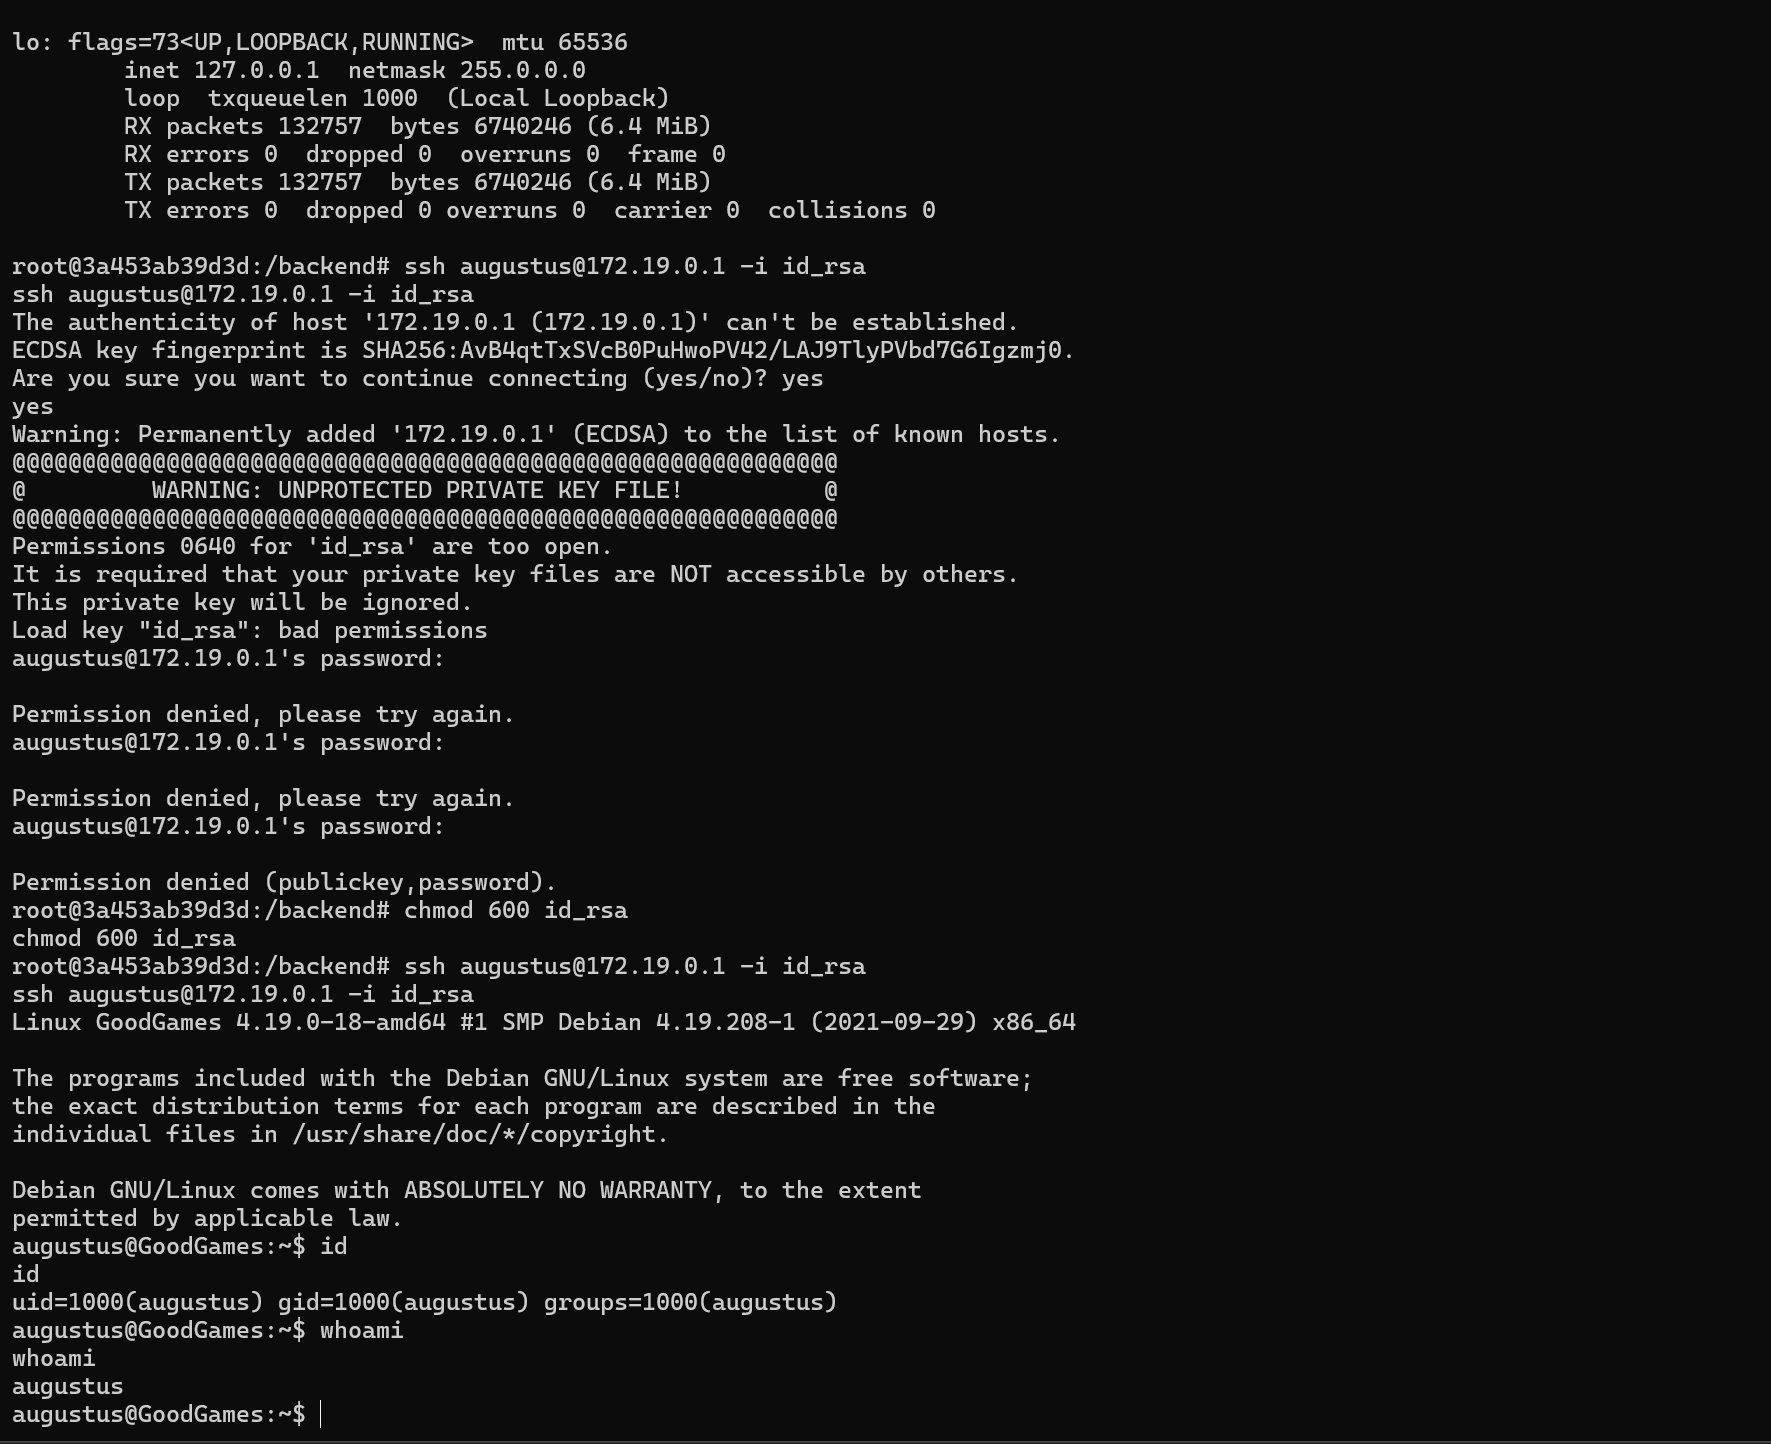 lo: flags=73<UP,LOOPBACK,RUNNING>  mtu 65536
        inet 127.0.0.1  netmask 255.0.0.0
        loop  txqueuelen 1000  (Local Loopback)
        RX packets 132757  bytes 6740246 (6.4 MiB)
        RX errors 0  dropped 0  overruns 0  frame 0
        TX packets 132757  bytes 6740246 (6.4 MiB)
        TX errors 0  dropped 0 overruns 0  carrier 0  collisions 0

root@3a453ab39d3d:/backend# ssh augustus@172.19.0.1 -i id_rsa
ssh augustus@172.19.0.1 -i id_rsa
The authenticity of host '172.19.0.1 (172.19.0.1)' can't be established.
ECDSA key fingerprint is SHA256:AvB4qtTxSVcB0PuHwoPV42/LAJ9TlyPVbd7G6Igzmj0.
Are you sure you want to continue connecting (yes/no)? yes
yes
Warning: Permanently added '172.19.0.1' (ECDSA) to the list of known hosts.
@@@@@@@@@@@@@@@@@@@@@@@@@@@@@@@@@@@@@@@@@@@@@@@@@@@@@@@@@@@
@         WARNING: UNPROTECTED PRIVATE KEY FILE!          @
@@@@@@@@@@@@@@@@@@@@@@@@@@@@@@@@@@@@@@@@@@@@@@@@@@@@@@@@@@@
Permissions 0640 for 'id_rsa' are too open.
It is required that your private key files are NOT accessible by others.
This private key will be ignored.
Load key "id_rsa": bad permissions
augustus@172.19.0.1's password:

Permission denied, please try again.
augustus@172.19.0.1's password:

Permission denied, please try again.
augustus@172.19.0.1's password:

Permission denied (publickey,password).
root@3a453ab39d3d:/backend# chmod 600 id_rsa
chmod 600 id_rsa
root@3a453ab39d3d:/backend# ssh augustus@172.19.0.1 -i id_rsa
ssh augustus@172.19.0.1 -i id_rsa
Linux GoodGames 4.19.0-18-amd64 #1 SMP Debian 4.19.208-1 (2021-09-29) x86_64

The programs included with the Debian GNU/Linux system are free software;
the exact distribution terms for each program are described in the
individual files in /usr/share/doc/*/copyright.

Debian GNU/Linux comes with ABSOLUTELY NO WARRANTY, to the extent
permitted by applicable law.
augustus@GoodGames:~$ id
id
uid=1000(augustus) gid=1000(augustus) groups=1000(augustus)
augustus@GoodGames:~$ whoami
whoami
augustus
augustus@GoodGames:~$